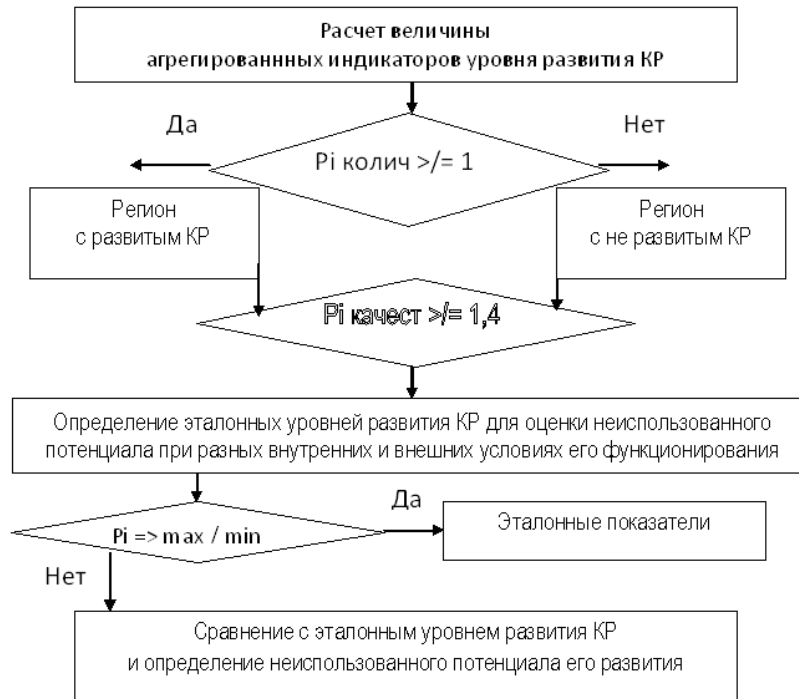 Расчет величины
агрегированнных индикаторов уровня развития КР
Да
Нет
Pi колич >/= 1
Регион
с развитым КР
Регион
с не развитым КР
Pi качест >/= 1,4
Определение эталонных уровней развития КР для оценки неиспользованного
потенциала при разных внутренних и внешних условиях его функционирования
Pi => max / min
Да
Эталонные показатели
Нет
Сравнение с эталонным уровнем развития КР
и определение неиспользованного потенциала его развития